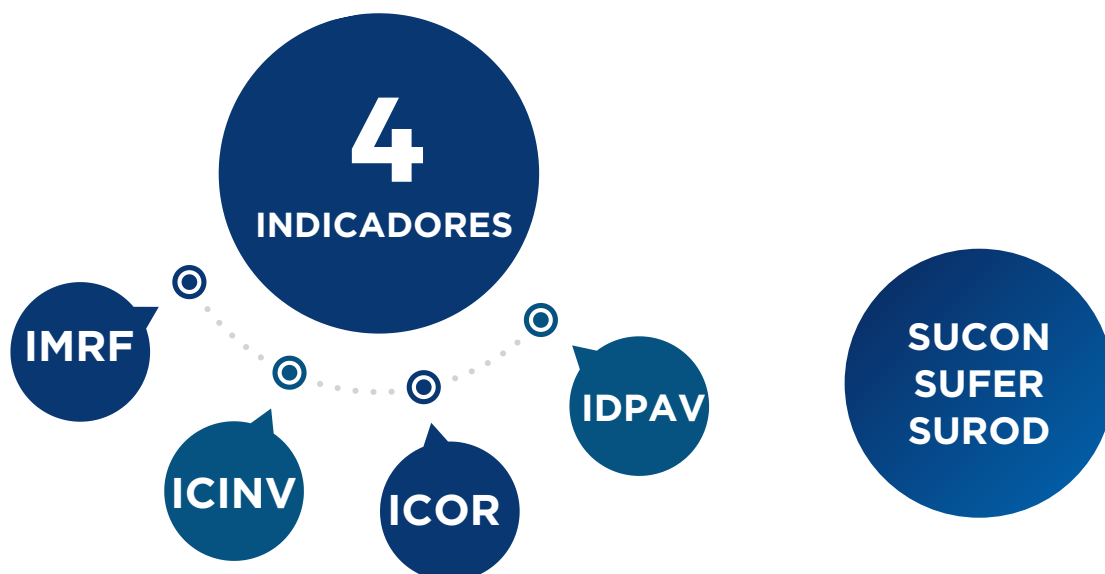 4
INDICADORES
IMRF
ICINV
ICOR
IDPAV
SUCON
SUFER
SUROD